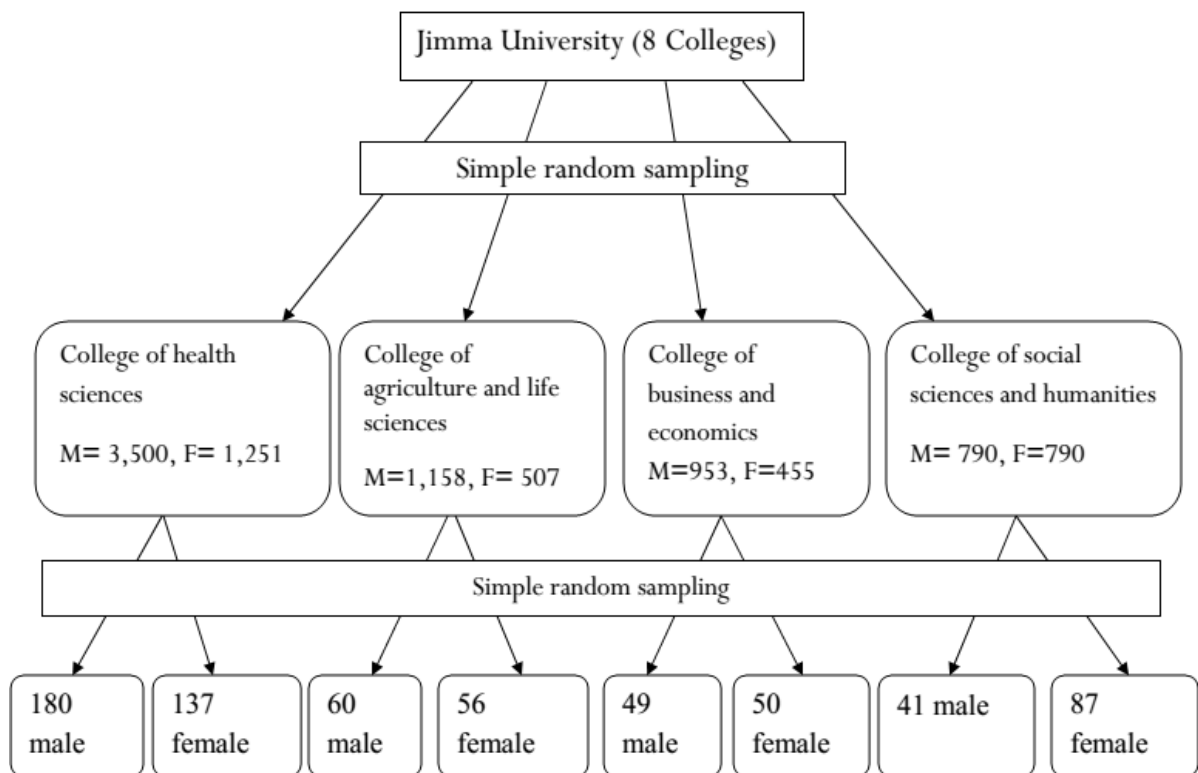 Jimma University (8 Colleges)
Simple random sampling
College of health
sciences
M= 3,500, F= 1,251
College of
agriculture and life
sciences
M=1,158, F= 507
College of
business and
economics
M=953, F=455
College of social
sciences and humanities
M= 790, F=790
Simple random sampling
180
male
137
female
60
male
56
female
49
male
50
female
41 male
87
female